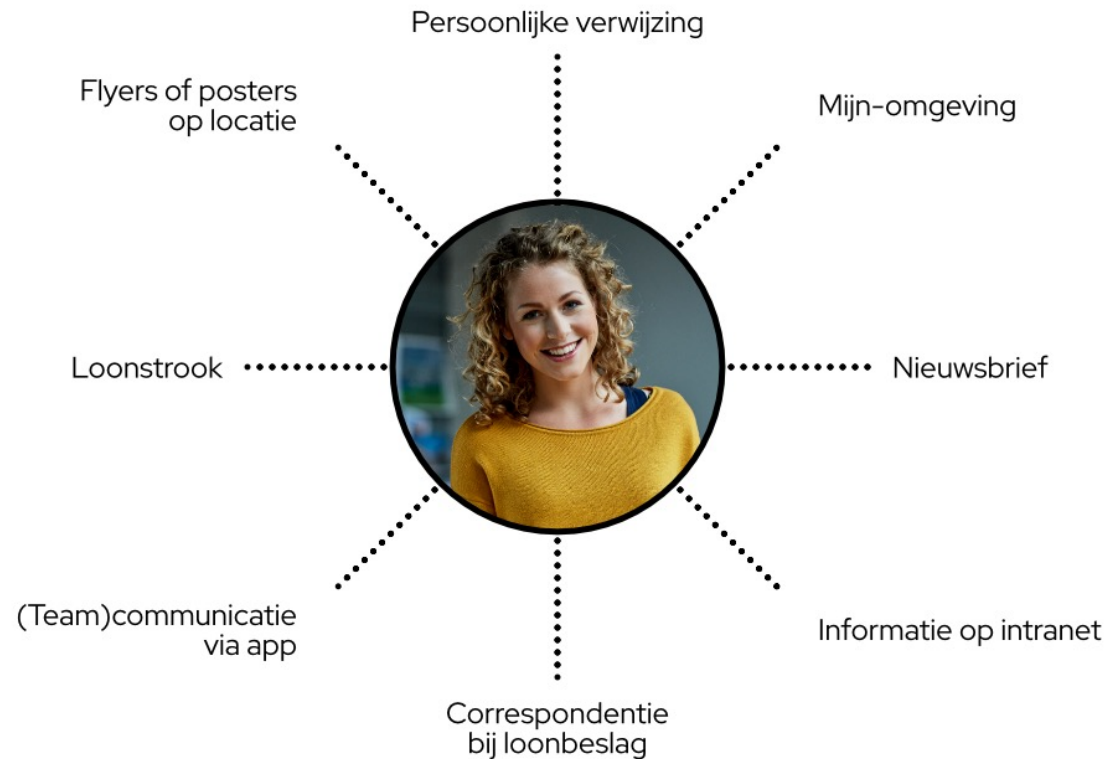 Persoonlijke verwijzing
Flyers of posters
op locatie
Mijn-omgeving
Loonstrook
Nieuwsbrief
(Team)communicatie
via app
Informatie op intranet
Correspondentie
bij loonbeslag